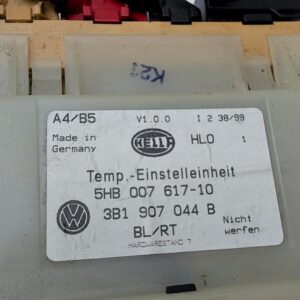 K21
A4/B5 V1.0.0 I 2 38/99
Made in Germany HELLA HLO 1
Temp.-Einstelleinheit
5HB 007 617-10
3B1 907 044 B
BL/RT Nicht werfen
HARDWARESTAND 7